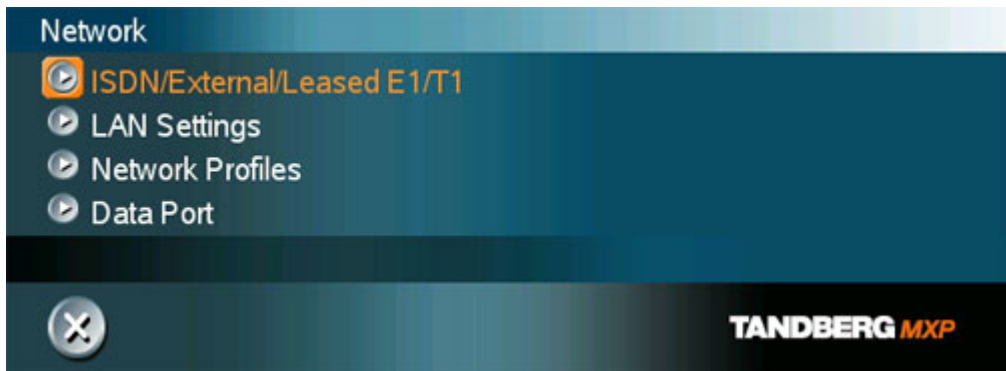 Network
ISDN/External/Leased E1/T1
LAN Settings
Network Profiles
Data Port
TANDBERG MXP